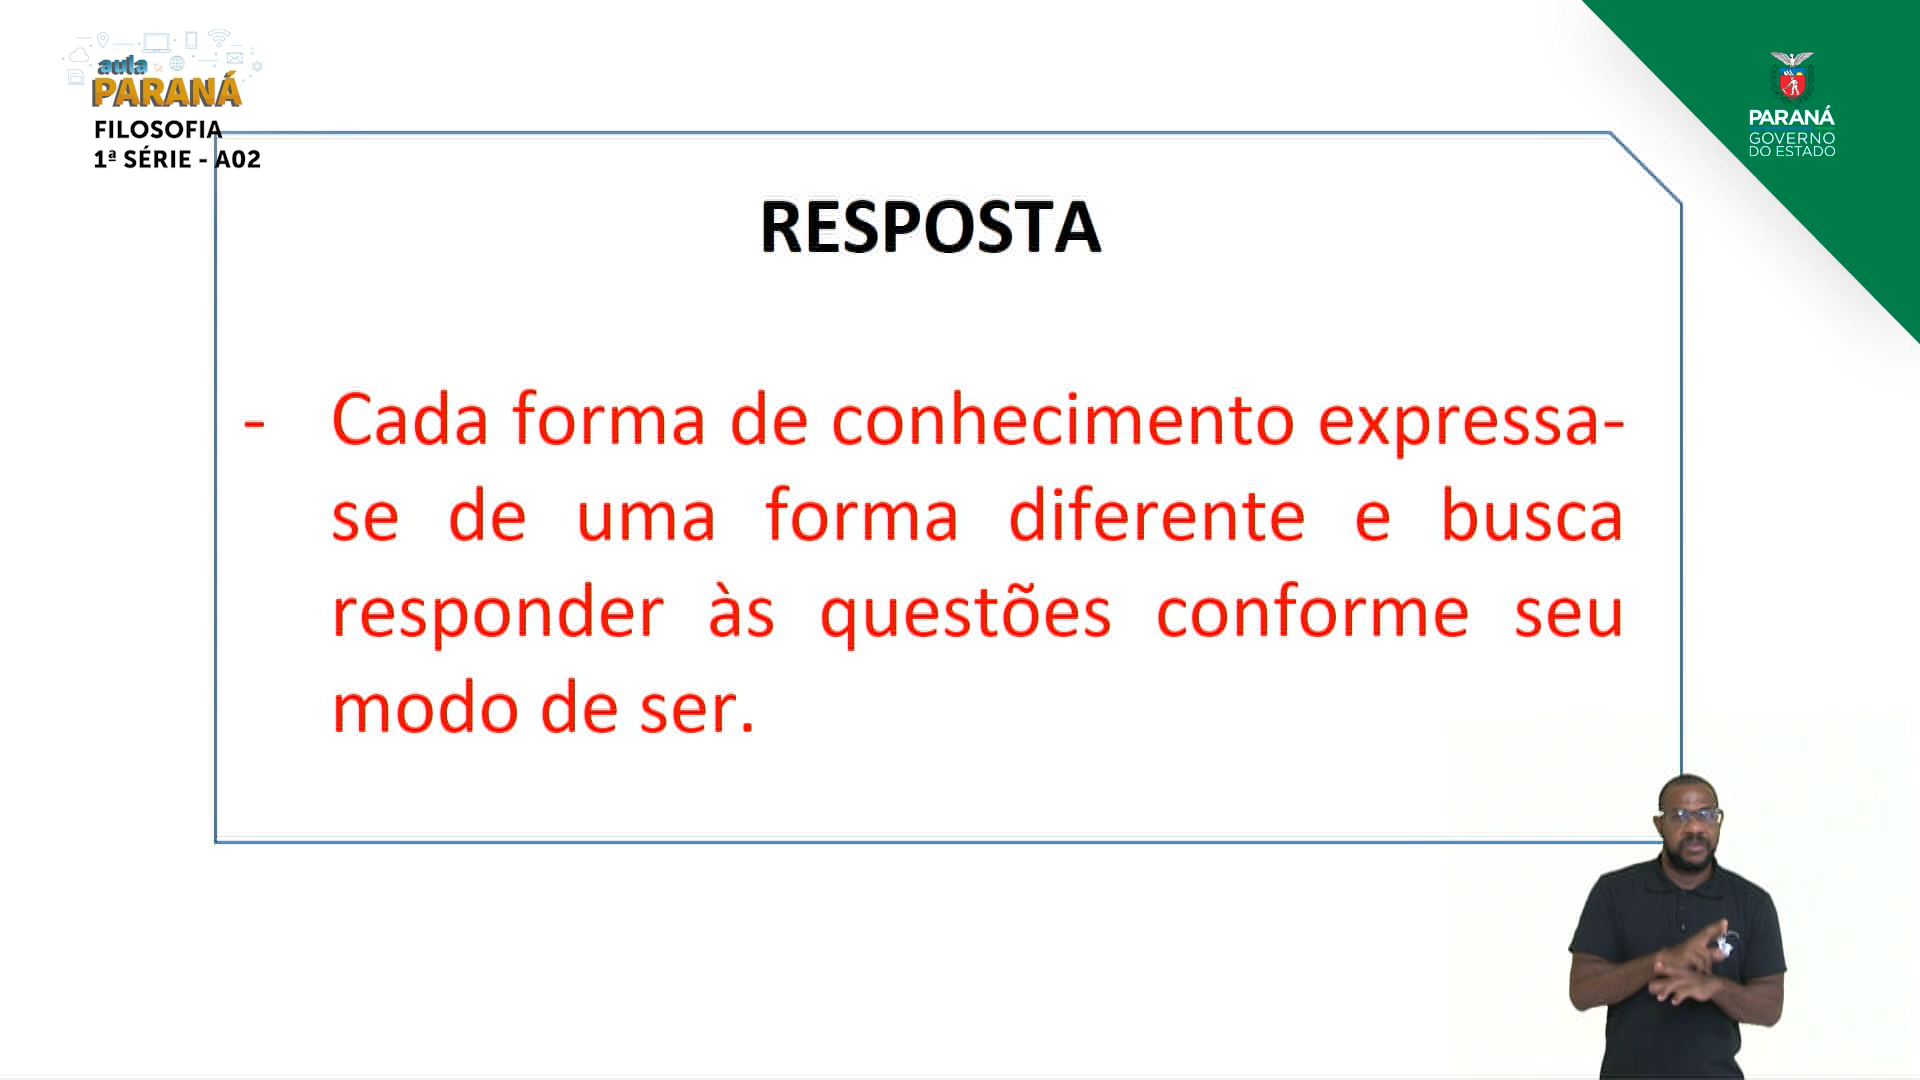 aula
PARANÁ
FILOSOFIA
1ª SÉRIE - A02
PARANÁ
GOVERNO
DO ESTADO
RESPOSTA
- Cada forma de conhecimento expressa-
se de uma forma diferente e busca
responder às questões conforme seu
modo de ser.